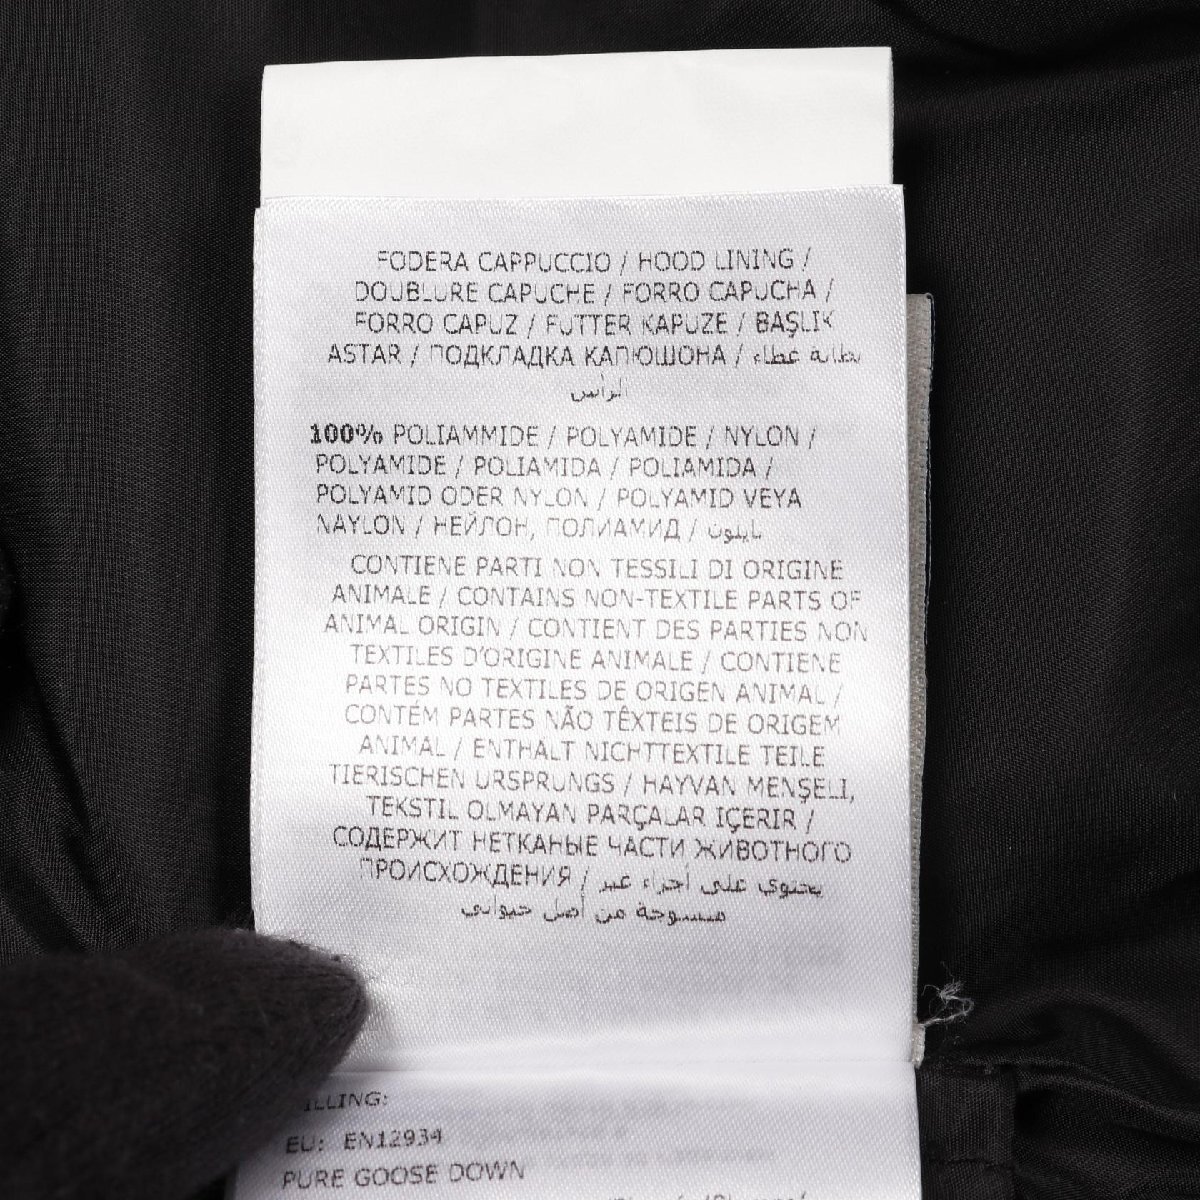 FODERA CAPPUCCIO / HOOD LINING /
DOUBLURE CAPUCHE / FORRO CAPUCHA /
FORRO CAPUZ / FUTTER KAPUZE / BAŞLIK
ASTAR / ПОДКЛАДКА КАПЮШОНА / بطانة غطاء
الرأس
100% POLIAMMIDE / POLYAMIDE / NYLON /
POLYAMIDE / POLIAMIDA / POLIAMIDA /
POLYAMID ODER NYLON / POLYAMID VEYA
NAYLON / НЕЙЛОН, ПОЛИАМИД / نايلون
CONTIENE PARTI NON TESSILI DI ORIGINE
ANIMALE / CONTAINS NON-TEXTILE PARTS OF
ANIMAL ORIGIN / CONTIENT DES PARTIES NON
TEXTILES D'ORIGINE ANIMALE / CONTIENE
PARTES NO TEXTILES DE ORIGEN ANIMAL /
CONTÉM PARTES NÃO TÊXTEIS DE ORIGEM
ANIMAL / ENTHÄLT NICHTTEXTILE TEILE
TIERISCHEN URSPRUNGS / HAYVAN MENŞELI,
TEKSTIL OLMAYAN PARÇALAR IÇERIR /
СОДЕРЖИТ НЕТКАНЫЕ ЧАСТИ ЖИВОТНОГО
ПРОИСХОЖДЕНИЯ / يحتوي على أجزاء غير
منسوجة من أصل حيواني
FILLING:
EU: EN12934
PURE GOOSE DOWN